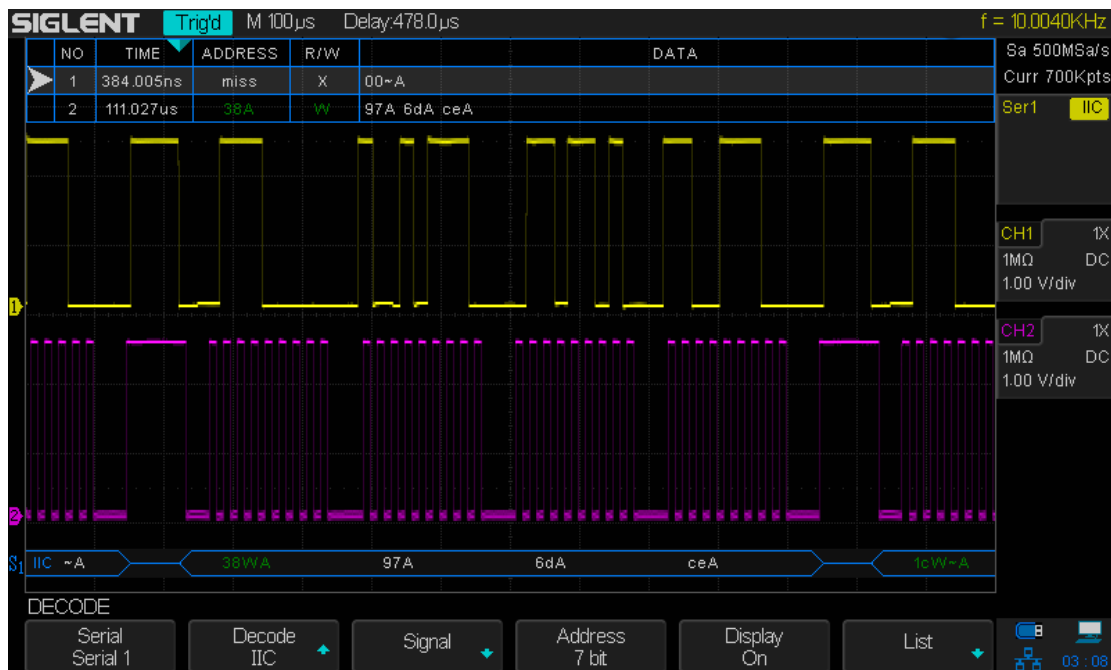 SIGLENT Trig'd M 100µs Delay:478.0µs f = 10.0040KHz
Sa 500MSa/s
Curr 700Kpts
NO TIME ADDRESS R/W DATA
1 384.005ns miss X 00~A
2 111.027us 38A W 97A 6dA ceA
Ser1 IIC
CH1 1X
1MΩ DC
1.00 V/div
CH2 1X
1MΩ DC
1.00 V/div
1
2
S1 IIC ~A 38WA 97A 6dA ceA 1cW~A
DECODE
Serial
Serial 1
Decode
IIC
Signal
Address
7 bit
Display
On
List
03 : 08